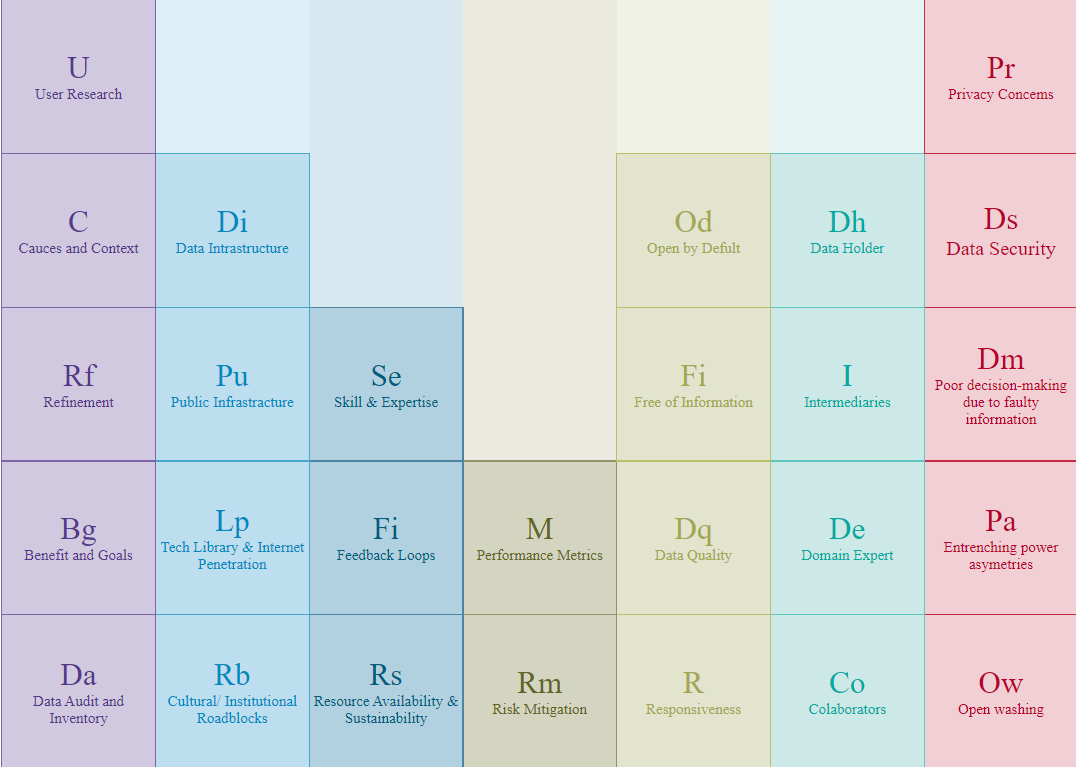 U
User Research
Pr
Privacy Concems
C
Cauces and Context
Di
Data Intrastructure
Od
Open by Defult
Dh
Data Holder
Ds
Data Security
Rf
Refinement
Pu
Public Infrastracture
Se
Skill & Expertise
Fi
Free of Information
I
Intermediaries
Dm
Poor decision-making
due to faulty
information
Bg
Benefit and Goals
Lp
Tech Library & Internet
Penetration
Fi
Feedback Loops
M
Performance Metrics
Dq
Data Quality
De
Domain Expert
Pa
Entrenching power
asymetries
Da
Data Audit and
Inventory
Rb
Cultural/ Institutional
Roadblocks
Rs
Resource Availability &
Sustainability
Rm
Risk Mitigation
R
Responsiveness
Co
Colaborators
Ow
Open washing